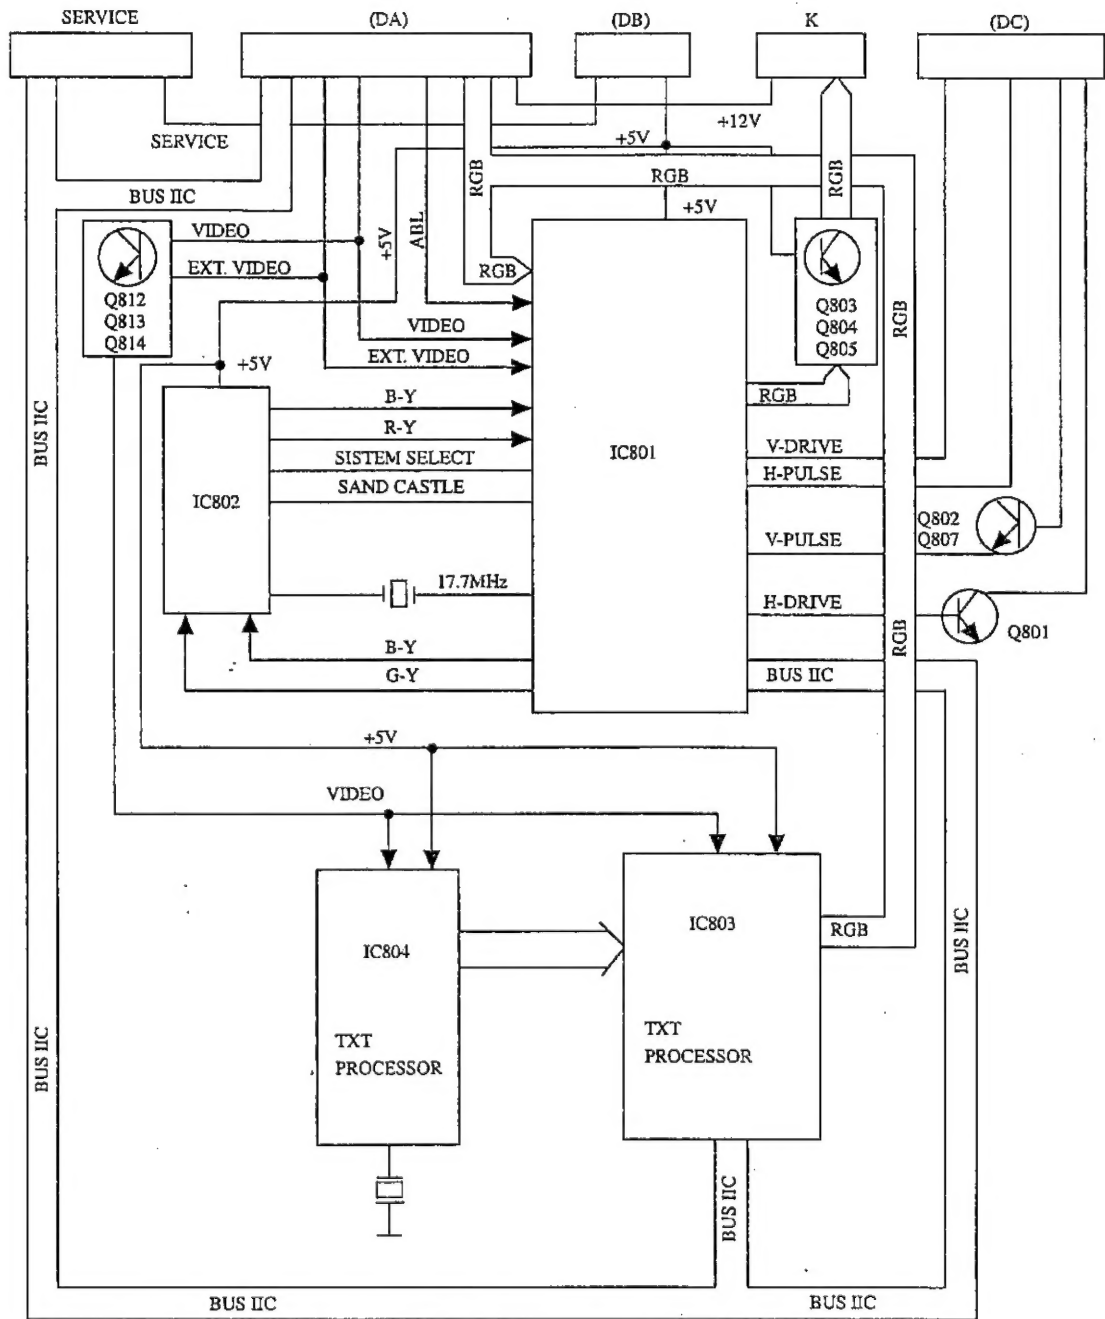 SERVICE
(DA)
(DB)
K
(DC)
SERVICE
+12V
+5V
BUS IIC
RGB
RGB
RGB
+5V
VIDEO
+5V
ABL
EXT. VIDEO
RGB
Q812
Q813
Q814
Q803
Q804
Q805
RGB
VIDEO
EXT. VIDEO
+5V
B-Y
RGB
R-Y
BUS IIC
IC801
V-DRIVE
SISTEM SELECT
H-PULSE
SAND CASTLE
IC802
Q802
Q807
V-PULSE
17.7MHz
H-DRIVE
RGB
Q801
B-Y
G-Y
BUS IIC
+5V
VIDEO
IC803
RGB
IC804
BUS IIC
TXT
PROCESSOR
TXT
PROCESSOR
BUS IIC
BUS IIC
BUS IIC
BUS IIC